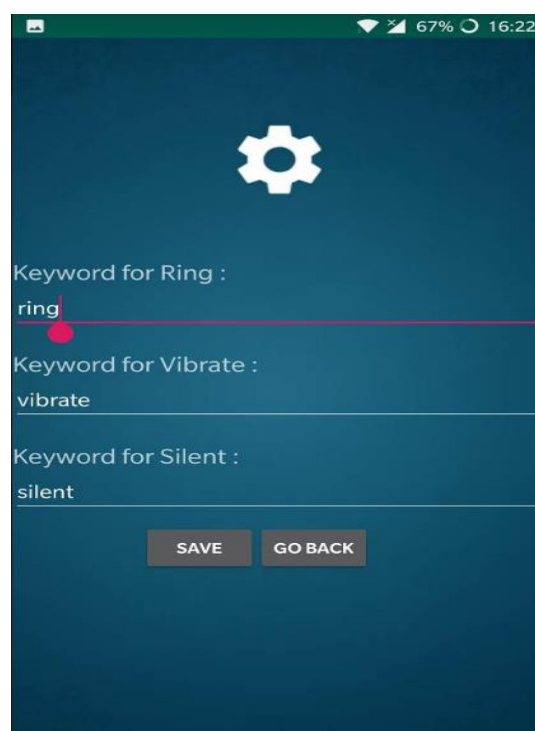 67% 16:22
Keyword for Ring :
ring
Keyword for Vibrate :
vibrate
Keyword for Silent :
silent
SAVE GO BACK